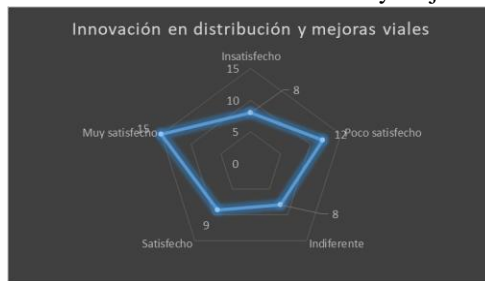 Innovación en distribución y mejoras viales
Insatisfecho
15
8
10
Muy satisfecho
15
5
12
Poco satisfecho
0
9
8
Satisfecho
Indiferente